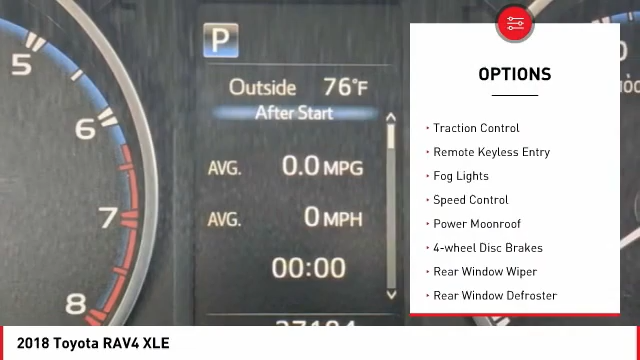 5
6
7
8
P
Outside 76°F
After Start
AVG. 0.0 MPG
AVG. 0 MPH
00:00
OPTIONS
• Traction Control
• Remote Keyless Entry
• Fog Lights
• Speed Control
• Power Moonroof
• 4-wheel Disc Brakes
• Rear Window Wiper
• Rear Window Defroster
2018 Toyota RAV4 XLE